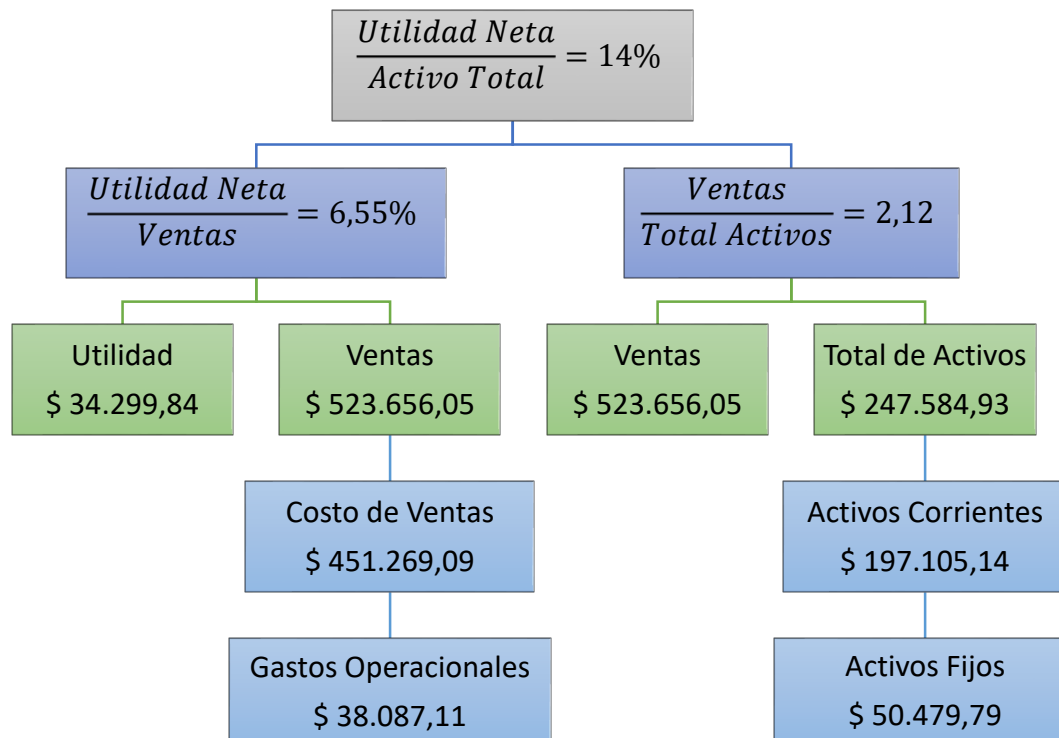 Utilidad Neta
Activo Total
= 14%
Utilidad Neta
Ventas
= 6,55%
Ventas
Total Activos
= 2,12
Utilidad
$ 34.299,84
Ventas
$ 523.656,05
Ventas
$ 523.656,05
Total de Activos
$ 247.584,93
Costo de Ventas
$ 451.269,09
Activos Corrientes
$ 197.105,14
Gastos Operacionales
$ 38.087,11
Activos Fijos
$ 50.479,79